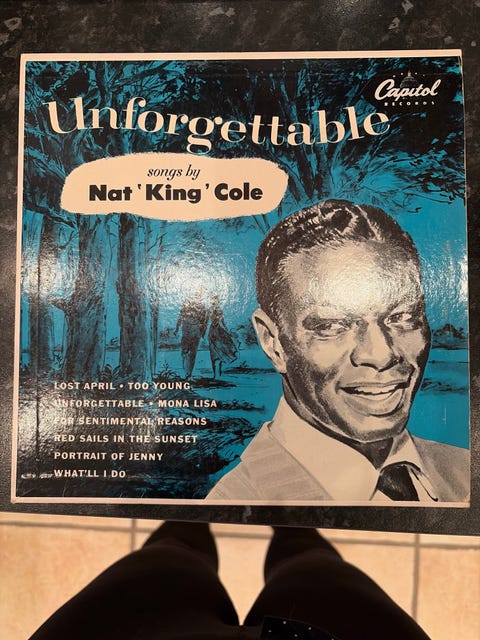 Unforgettable
Capitol
RECORDS
songs by
Nat 'King' Cole
LOST APRIL • TOO YOUNG
UNFORGETTABLE • MONA LISA
FOR SENTIMENTAL REASONS
RED SAILS IN THE SUNSET
PORTRAIT OF JENNY
WHAT'LL I DO